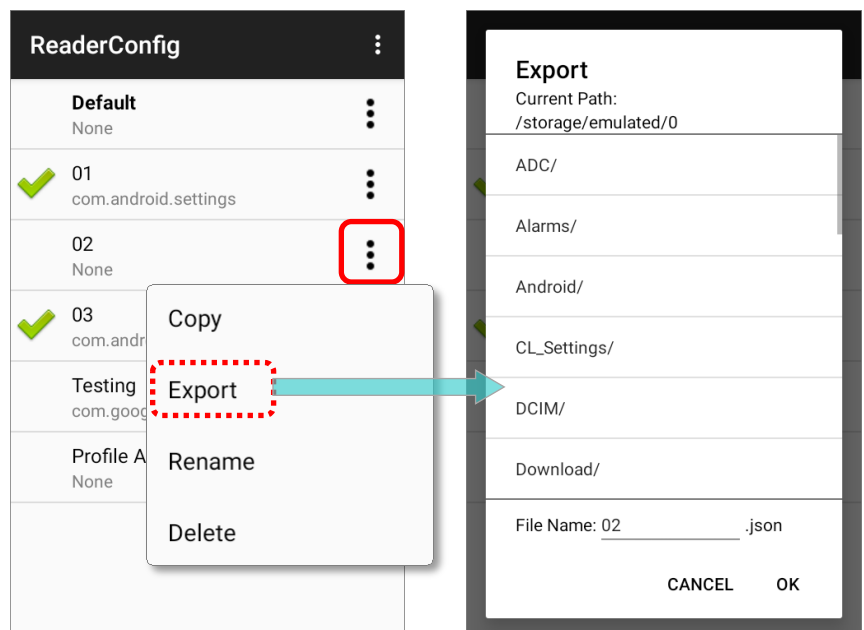 ReaderConfig
Default
None
01
com.android.settings
02
None
03
com.andr
Testing
com.goog
Profile A
None
Copy
Export
Rename
Delete
Export
Current Path:
/storage/emulated/0
ADC/
Alarms/
Android/
CL_Settings/
DCIM/
Download/
File Name: 02 .json
CANCEL OK